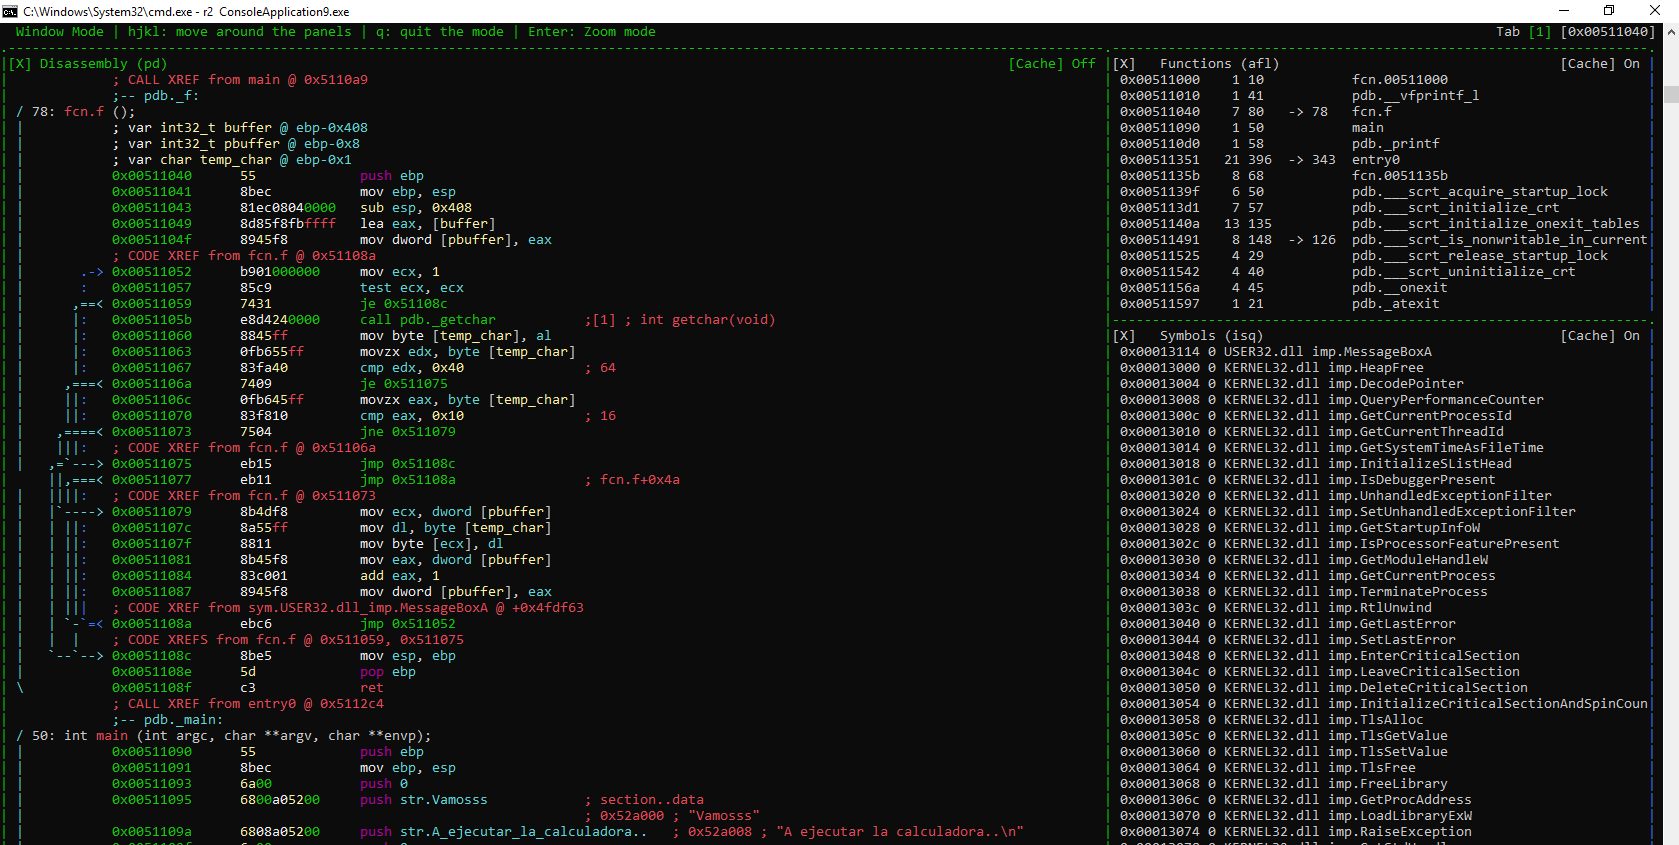 C:\Windows\System32\cmd.exe - r2 ConsoleApplication9.exe
Window Mode | hjkl: move around the panels | q: quit the mode | Enter: Zoom mode
Tab [1] [0x00511040]
[X] Disassembly (pd) [Cache] Off
; CALL XREF from main @ 0x5110a9
;-- pdb._f:
/ 78: fcn.f ();
; var int32_t buffer @ ebp-0x408
; var int32_t pbuffer @ ebp-0x8
; var char temp_char @ ebp-0x1
0x00511040 55 push ebp
0x00511041 8bec mov ebp, esp
0x00511043 81ec08040000 sub esp, 0x408
0x00511049 8d85f8fbffff lea eax, [buffer]
0x0051104f 8945f8 mov dword [pbuffer], eax
; CODE XREF from fcn.f @ 0x51108a
.-> 0x00511052 b901000000 mov ecx, 1
: 0x00511057 85c9 test ecx, ecx
,==< 0x00511059 7431 je 0x51108c
|: 0x0051105b e8d4240000 call pdb._getchar ;[1] ; int getchar(void)
|: 0x00511060 8845ff mov byte [temp_char], al
|: 0x00511063 0fb655ff movzx edx, byte [temp_char]
|: 0x00511067 83fa40 cmp edx, 0x40 ; 64
,===< 0x0051106a 7409 je 0x511075
||: 0x0051106c 0fb645ff movzx eax, byte [temp_char]
||: 0x00511070 83f810 cmp eax, 0x10 ; 16
,====< 0x00511073 7504 jne 0x511079
|||: ; CODE XREF from fcn.f @ 0x51106a
,=`---> 0x00511075 eb15 jmp 0x51108c
||,===< 0x00511077 eb11 jmp 0x51108a ; fcn.f+0x4a
||||: ; CODE XREF from fcn.f @ 0x511073
|`----> 0x00511079 8b4df8 mov ecx, dword [pbuffer]
| ||: 0x0051107c 8a55ff mov dl, byte [temp_char]
| ||: 0x0051107f 8811 mov byte [ecx], dl
| ||: 0x00511081 8b45f8 mov eax, dword [pbuffer]
| ||: 0x00511084 83c001 add eax, 1
| ||: 0x00511087 8945f8 mov dword [pbuffer], eax
| ||| ; CODE XREF from sym.USER32.dll_imp.MessageBoxA @ +0x4fdf63
| `-`=< 0x0051108a ebc6 jmp 0x511052
| | ; CODE XREFS from fcn.f @ 0x511059, 0x511075
`--`--> 0x0051108c 8be5 mov esp, ebp
0x0051108e 5d pop ebp
\ 0x0051108f c3 ret
; CALL XREF from entry0 @ 0x5112c4
;-- pdb._main:
/ 50: int main (int argc, char **argv, char **envp);
0x00511090 55 push ebp
0x00511091 8bec mov ebp, esp
0x00511093 6a00 push 0
0x00511095 6800a05200 push str.Vamosss ; section..data
; 0x52a000 ; "Vamosss"
0x0051109a 6808a05200 push str.A_ejecutar_la_calculadora.. ; 0x52a008 ; "A ejecutar la calculadora..\n"
[X] Functions (afl) [Cache] On
0x00511000 1 10 fcn.00511000
0x00511010 1 41 pdb.__vfprintf_l
0x00511040 7 80 -> 78 fcn.f
0x00511090 1 50 main
0x005110d0 1 58 pdb._printf
0x00511351 21 396 -> 343 entry0
0x0051135b 8 68 fcn.0051135b
0x0051139f 6 50 pdb.___scrt_acquire_startup_lock
0x005113d1 7 57 pdb.___scrt_initialize_crt
0x0051140a 13 135 pdb.___scrt_initialize_onexit_tables
0x00511491 8 148 -> 126 pdb.___scrt_is_nonwritable_in_current
0x00511525 4 29 pdb.___scrt_release_startup_lock
0x00511542 4 40 pdb.___scrt_uninitialize_crt
0x0051156a 4 45 pdb.__onexit
0x00511597 1 21 pdb._atexit
[X] Symbols (isq) [Cache] On
0x00013114 0 USER32.dll imp.MessageBoxA
0x00013000 0 KERNEL32.dll imp.HeapFree
0x00013004 0 KERNEL32.dll imp.DecodePointer
0x00013008 0 KERNEL32.dll imp.QueryPerformanceCounter
0x0001300c 0 KERNEL32.dll imp.GetCurrentProcessId
0x00013010 0 KERNEL32.dll imp.GetCurrentThreadId
0x00013014 0 KERNEL32.dll imp.GetSystemTimeAsFileTime
0x00013018 0 KERNEL32.dll imp.InitializeSListHead
0x0001301c 0 KERNEL32.dll imp.IsDebuggerPresent
0x00013020 0 KERNEL32.dll imp.UnhandledExceptionFilter
0x00013024 0 KERNEL32.dll imp.SetUnhandledExceptionFilter
0x00013028 0 KERNEL32.dll imp.GetStartupInfoW
0x0001302c 0 KERNEL32.dll imp.IsProcessorFeaturePresent
0x00013030 0 KERNEL32.dll imp.GetModuleHandleW
0x00013034 0 KERNEL32.dll imp.GetCurrentProcess
0x00013038 0 KERNEL32.dll imp.TerminateProcess
0x0001303c 0 KERNEL32.dll imp.RtlUnwind
0x00013040 0 KERNEL32.dll imp.GetLastError
0x00013044 0 KERNEL32.dll imp.SetLastError
0x00013048 0 KERNEL32.dll imp.EnterCriticalSection
0x0001304c 0 KERNEL32.dll imp.LeaveCriticalSection
0x00013050 0 KERNEL32.dll imp.DeleteCriticalSection
0x00013054 0 KERNEL32.dll imp.InitializeCriticalSectionAndSpinCoun
0x00013058 0 KERNEL32.dll imp.TlsAlloc
0x0001305c 0 KERNEL32.dll imp.TlsGetValue
0x00013060 0 KERNEL32.dll imp.TlsSetValue
0x00013064 0 KERNEL32.dll imp.TlsFree
0x00013068 0 KERNEL32.dll imp.FreeLibrary
0x0001306c 0 KERNEL32.dll imp.GetProcAddress
0x00013070 0 KERNEL32.dll imp.LoadLibraryExW
0x00013074 0 KERNEL32.dll imp.RaiseException